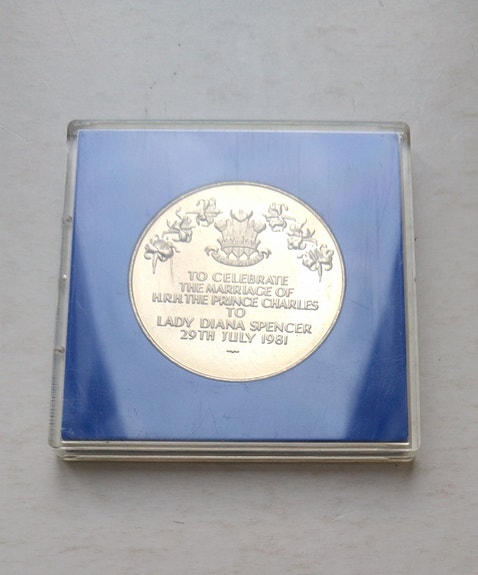 TO CELEBRATE
THE MARRIAGE OF
H.R.H. THE PRINCE CHARLES
TO
LADY DIANA SPENCER
29TH JULY 1981